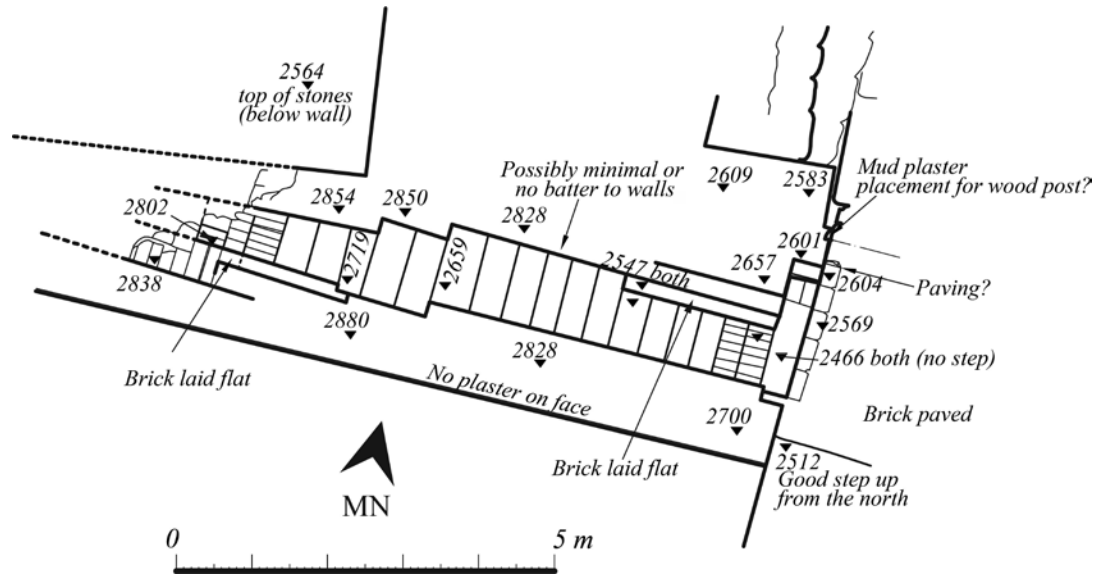 2564
top of stones
(below wall)
Possibly minimal or
no batter to walls
2609
2583
Mud plaster
placement for wood post?
2802
2854
2850
2828
2719
2659
2547 both
2657
2601
2604
Paving?
2838
2880
2828
2569
2466 both (no step)
Brick laid flat
No plaster on face
2700
Brick paved
Brick laid flat
2512
Good step up
from the north
MN
0
5 m